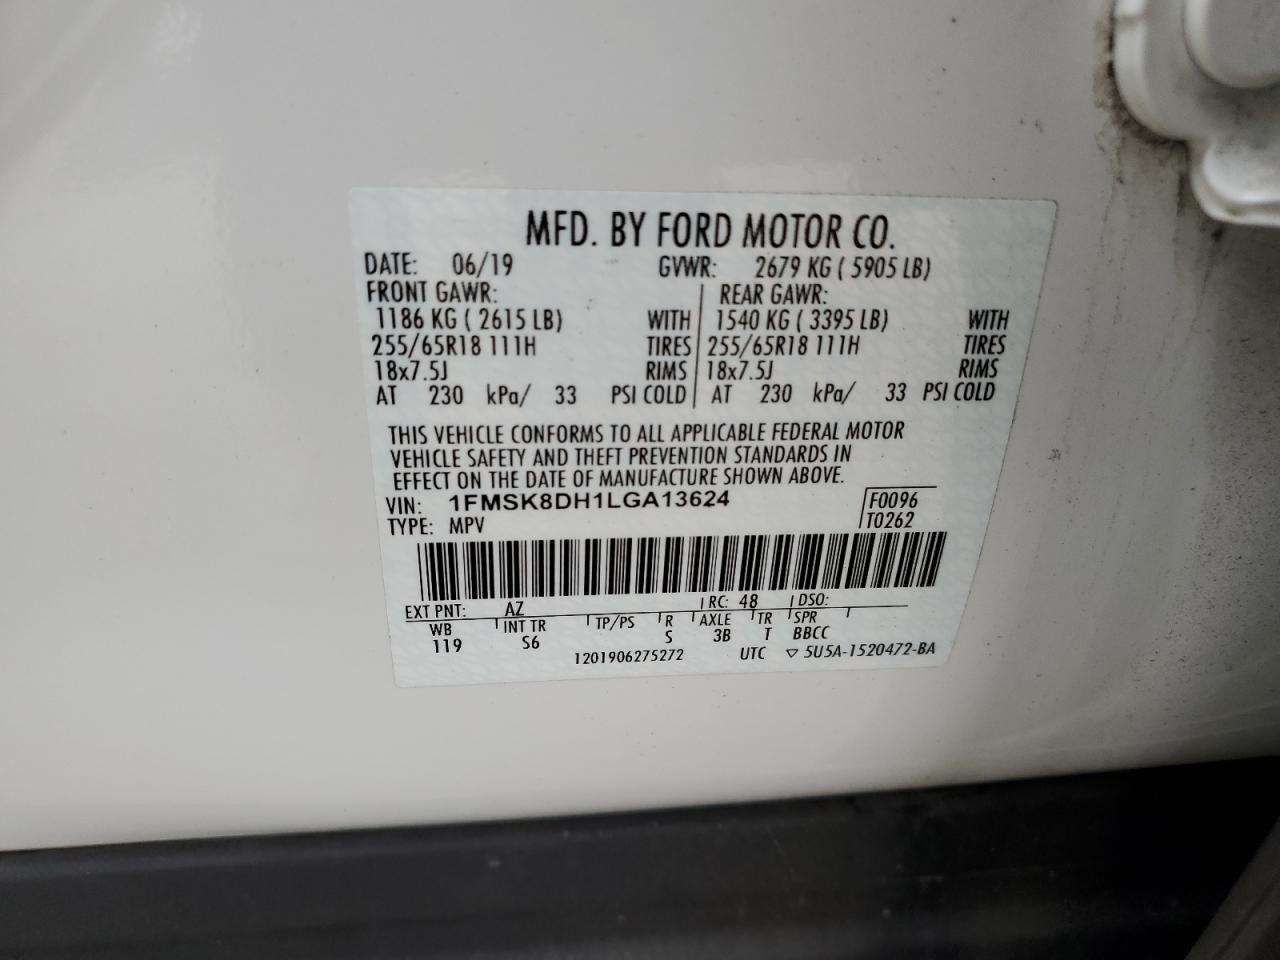 MFD. BY FORD MOTOR CO.
DATE: 06/19 GVWR: 2679 KG ( 5905 LB)
FRONT GAWR: REAR GAWR:
1186 KG ( 2615 LB) WITH 1540 KG ( 3395 LB) WITH
255/65R18 111H TIRES 255/65R18 111H TIRES
18x7.5J RIMS 18x7.5J RIMS
AT 230 kPa/ 33 PSI COLD AT 230 kPa/ 33 PSI COLD
THIS VEHICLE CONFORMS TO ALL APPLICABLE FEDERAL MOTOR
VEHICLE SAFETY AND THEFT PREVENTION STANDARDS IN
EFFECT ON THE DATE OF MANUFACTURE SHOWN ABOVE.
VIN: 1FMSK8DH1LGA13624 F0096
TYPE: MPV T0262
EXT PNT: AZ RC: 48 DSO:
WB INT TR TP/PS R AXLE TR SPR
119 S6 S 3B T BBCC
1201906275272 UTC ▽ 5U5A-1520472-BA